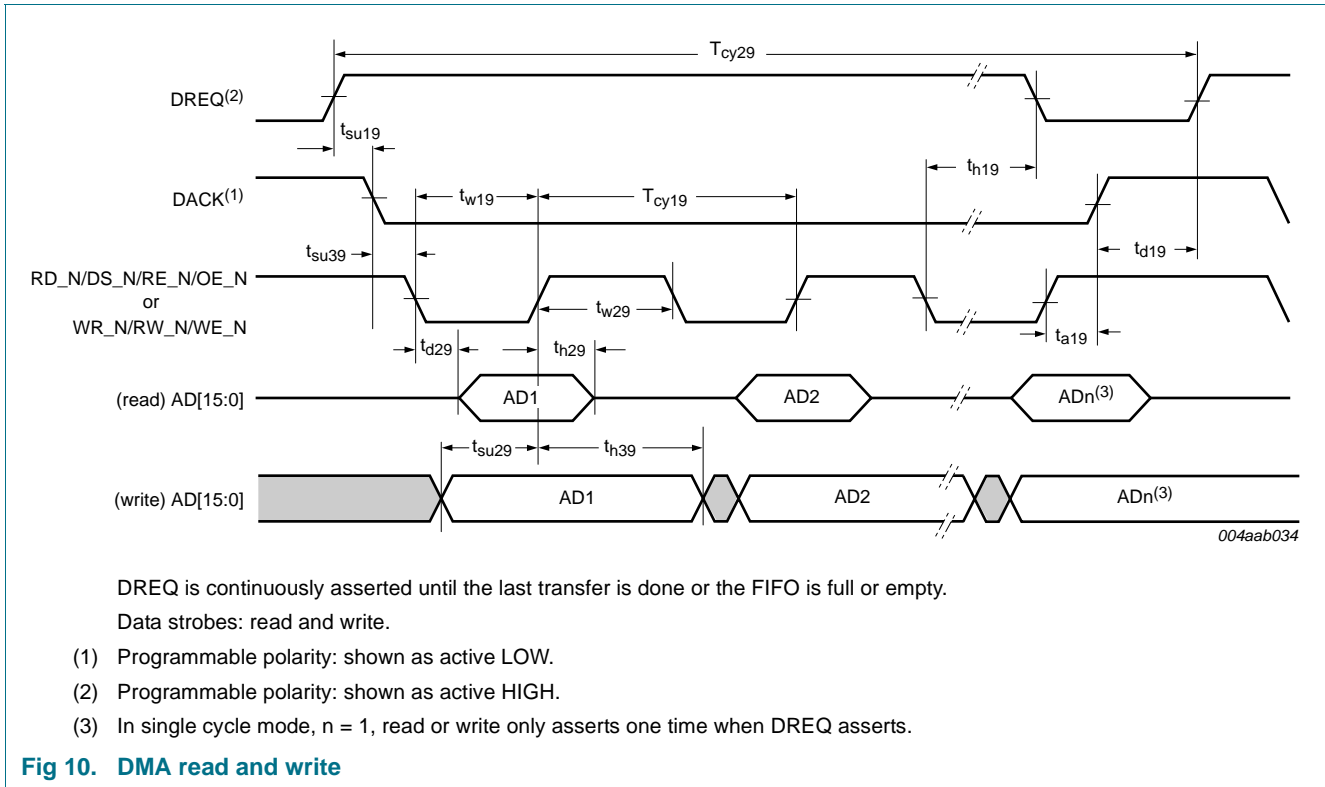 Tcy29
DREQ(2)
tsu19
th19
DACK(1)
tw19
Tcy19
tsu39
td19
RD_N/DS_N/RE_N/OE_N
or
WR_N/RW_N/WE_N
tw29
ta19
td29
th29
(read) AD[15:0]
AD1
AD2
ADn(3)
tsu29
th39
(write) AD[15:0]
AD1
AD2
ADn(3)
004aab034
DREQ is continuously asserted until the last transfer is done or the FIFO is full or empty.
Data strobes: read and write.
(1) Programmable polarity: shown as active LOW.
(2) Programmable polarity: shown as active HIGH.
(3) In single cycle mode, n = 1, read or write only asserts one time when DREQ asserts.
Fig 10. DMA read and write